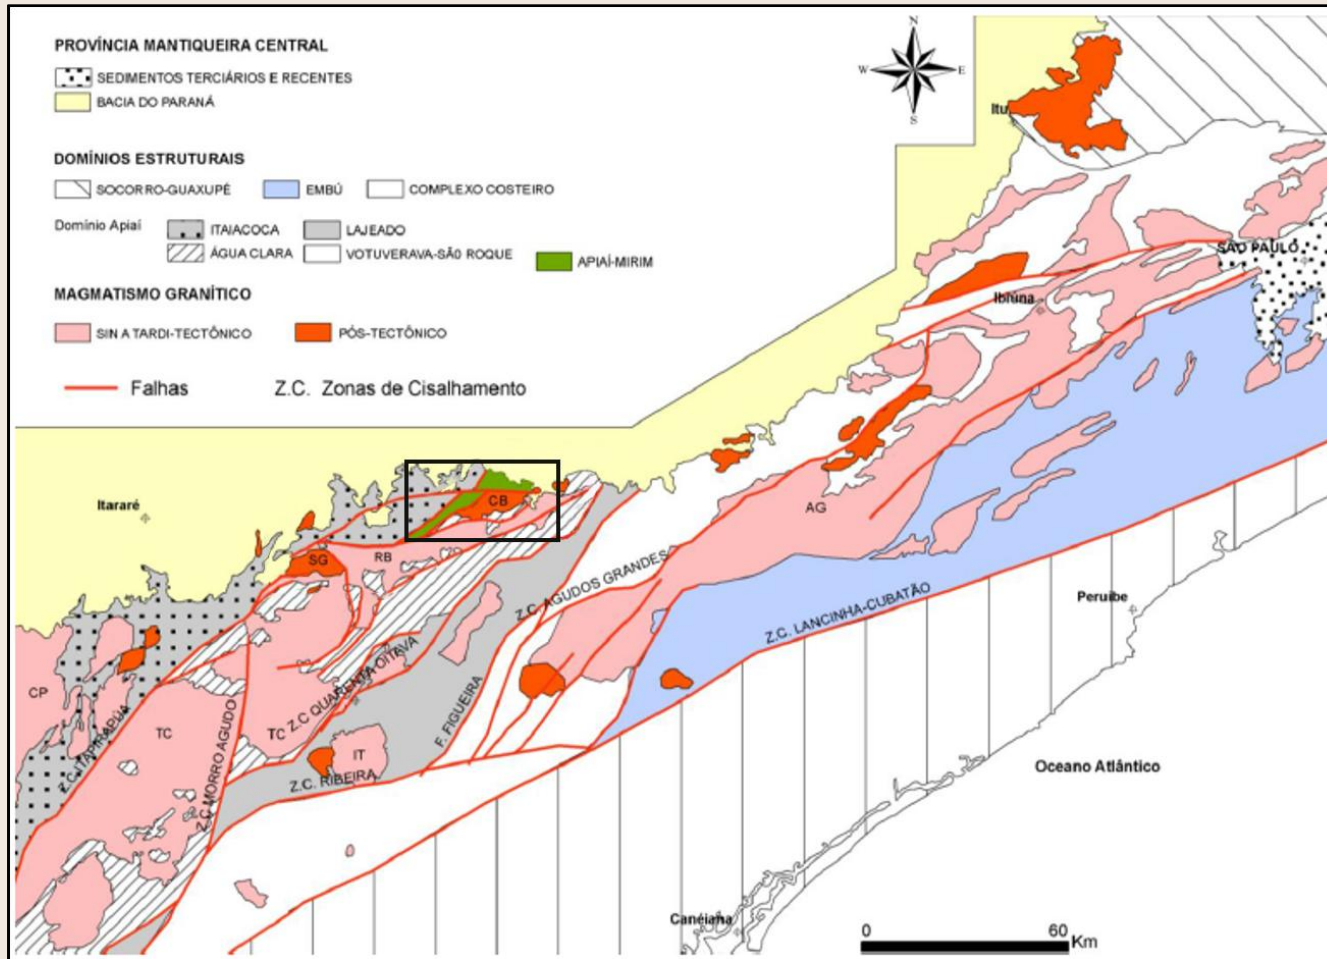 PROVÍNCIA MANTIQUEIRA CENTRAL
SEDIMENTOS TERCIÁRIOS E RECENTES
BACIA DO PARANÁ
DOMÍNIOS ESTRUTURAIS
SOCORRO-GUAXUPÉ
EMBÚ
COMPLEXO COSTEIRO
Domínio Apiaí
ITAIACOCA
LAJEADO
ÁGUA CLARA
VOTUVERAVA-SÃO ROQUE
APIAÍ-MIRIM
MAGMATISMO GRANÍTICO
SIN A TARDI-TECTÔNICO
PÓS-TECTÔNICO
Falhas
Z.C. Zonas de Cisalhamento
N
W
E
S
Itu
SÃO PAULO
Ibiúna
Itararé
CB
SG
RB
AG
Z.C. AGUDOS GRANDES
Z.C. LANCINHA-CUBATÃO
Peruíbe
CP
TC
TC
Z.C. ITAPIRAPUÃ
Z.C MORRO AGUDO
Z.C QUARENTA-OITAVA
F. FIGUEIRA
IT
Z.C. RIBEIRA
Oceano Atlântico
0
60
Km